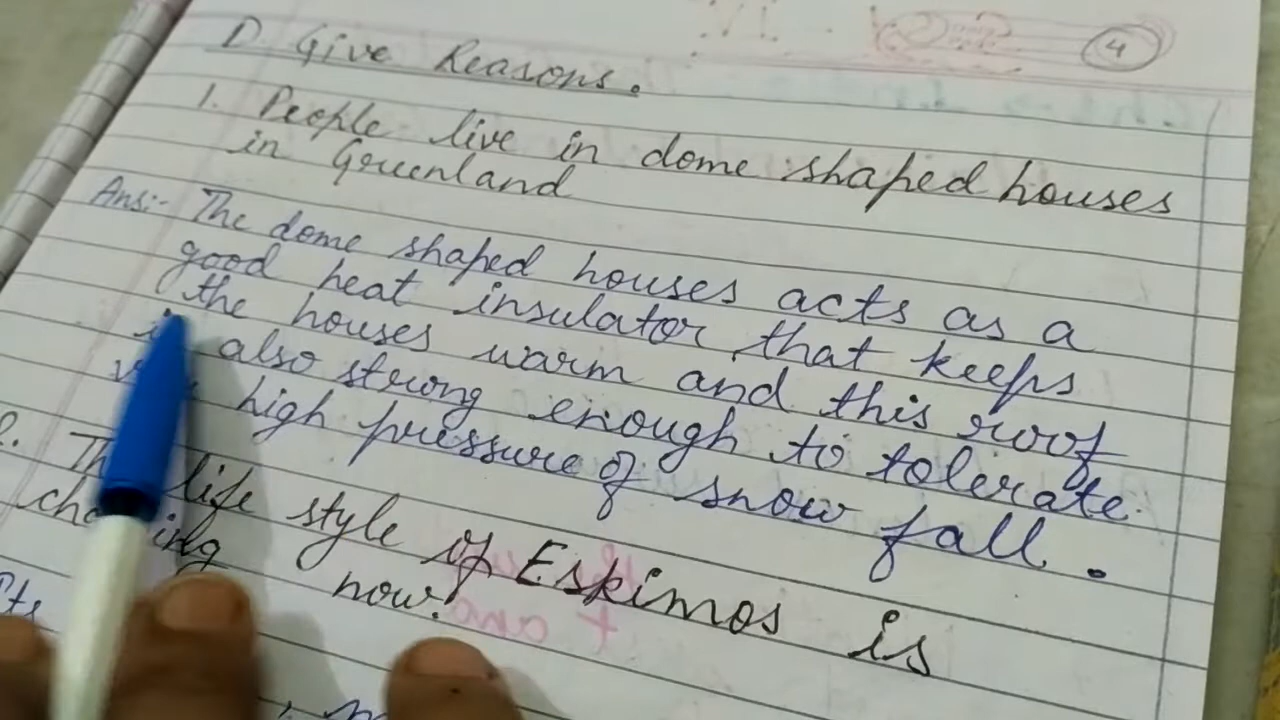 4
D Give Reasons.
1. People live in dome shaped houses
in Greenland
Ans:- The dome shaped houses acts as a
good heat insulator that keeps
the houses warm and this roof
also strong enough to tolerate
high pressure of snow fall.
2. life style of Eskimos is
now.